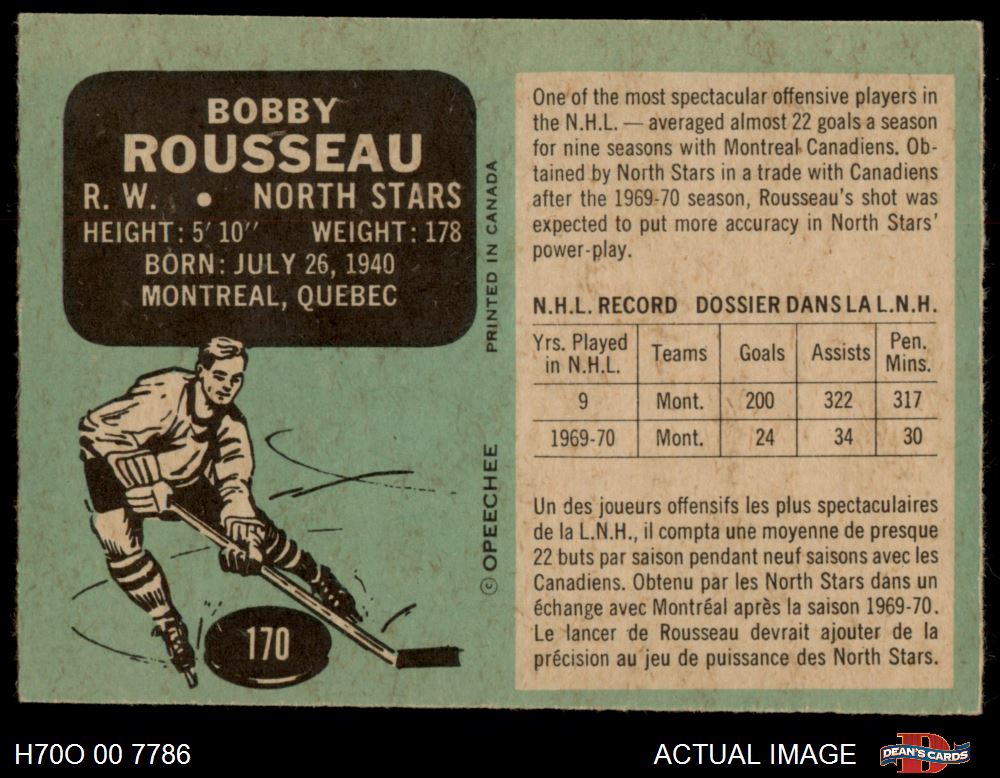 BOBBY
ROUSSEAU
R. W. • NORTH STARS
HEIGHT: 5' 10" WEIGHT: 178
BORN: JULY 26, 1940
MONTREAL, QUEBEC
PRINTED IN CANADA
© OPEECHEE
170
One of the most spectacular offensive players in
the N.H.L. — averaged almost 22 goals a season
for nine seasons with Montreal Canadiens. Ob-
tained by North Stars in a trade with Canadiens
after the 1969-70 season, Rousseau's shot was
expected to put more accuracy in North Stars'
power-play.
N.H.L. RECORD DOSSIER DANS LA L.N.H.
Yrs. Played in N.H.L. Teams Goals Assists Pen. Mins.
9 Mont. 200 322 317
1969-70 Mont. 24 34 30
Un des joueurs offensifs les plus spectaculaires
de la L.N.H., il compta une moyenne de presque
22 buts par saison pendant neuf saisons avec les
Canadiens. Obtenu par les North Stars dans un
échange avec Montréal après la saison 1969-70.
Le lancer de Rousseau devrait ajouter de la
précision au jeu de puissance des North Stars.
H70O 00 7786
ACTUAL IMAGE
DEAN'S CARDS